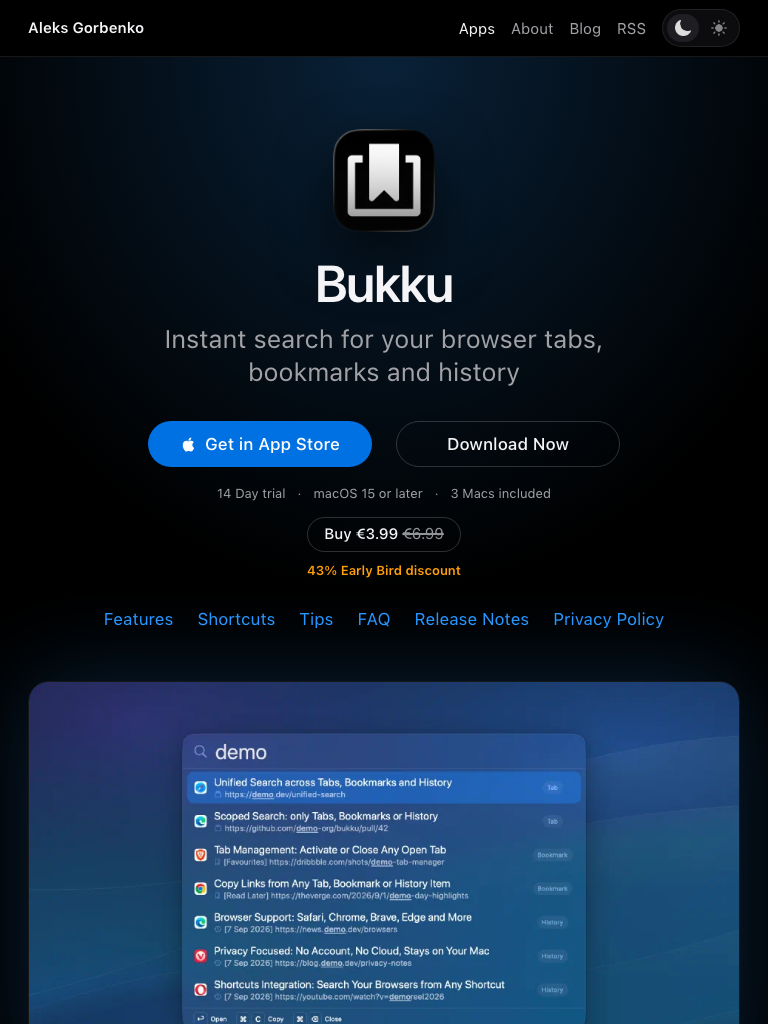 Aleks Gorbenko
Apps About Blog RSS
Bukku
Instant search for your browser tabs,
bookmarks and history
Get in App Store
Download Now
14 Day trial · macOS 15 or later · 3 Macs included
Buy €3.99 €6.99
43% Early Bird discount
Features Shortcuts Tips FAQ Release Notes Privacy Policy
demo
Unified Search across Tabs, Bookmarks and History
https://demo.dev/unified-search
Tab
Scoped Search: only Tabs, Bookmarks or History
https://github.com/demo-org/bukku/pull/42
Tab
Tab Management: Activate or Close Any Open Tab
[Favourites] https://dribbble.com/shots/demo-tab-manager
Bookmark
Copy Links from Any Tab, Bookmark or History Item
[Read Later] https://theverge.com/2026/9/1/demo-day-highlights
Bookmark
Browser Support: Safari, Chrome, Brave, Edge and More
[7 Sep 2026] https://news.demo.dev/browsers
History
Privacy Focused: No Account, No Cloud, Stays on Your Mac
[7 Sep 2026] https://blog.demo.dev/privacy-notes
History
Shortcuts Integration: Search Your Browsers from Any Shortcut
[7 Sep 2026] https://youtube.com/watch?v=demoreel2026
History
↩ Open ⌘ C Copy ⌘ ⌫ Close